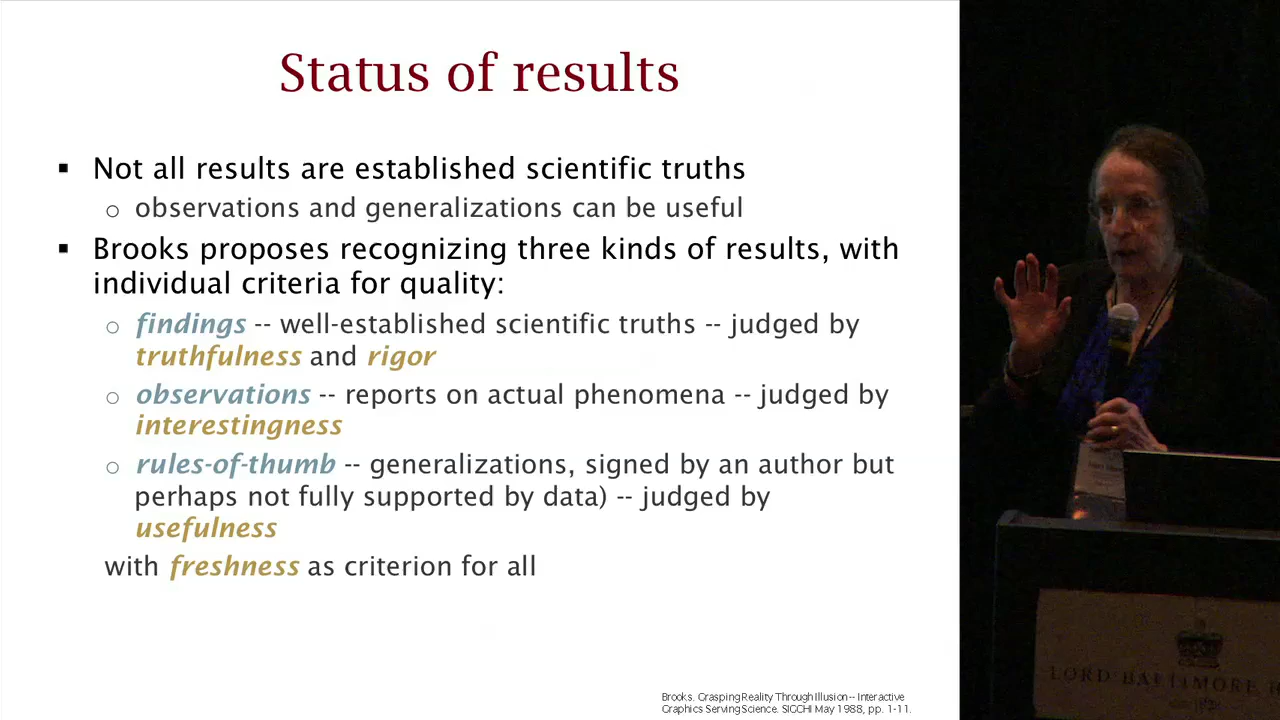 Status of results
▪ Not all results are established scientific truths
○ observations and generalizations can be useful
▪ Brooks proposes recognizing three kinds of results, with
individual criteria for quality:
○ findings -- well-established scientific truths -- judged by
truthfulness and rigor
○ observations -- reports on actual phenomena -- judged by
interestingness
○ rules-of-thumb -- generalizations, signed by an author but
perhaps not fully supported by data) -- judged by
usefulness
with freshness as criterion for all
Brooks. Grasping Reality Through Illusion -- Interactive
Graphics Serving Science. SIGCHI May 1988, pp. 1-11.
LORD BALTIMORE